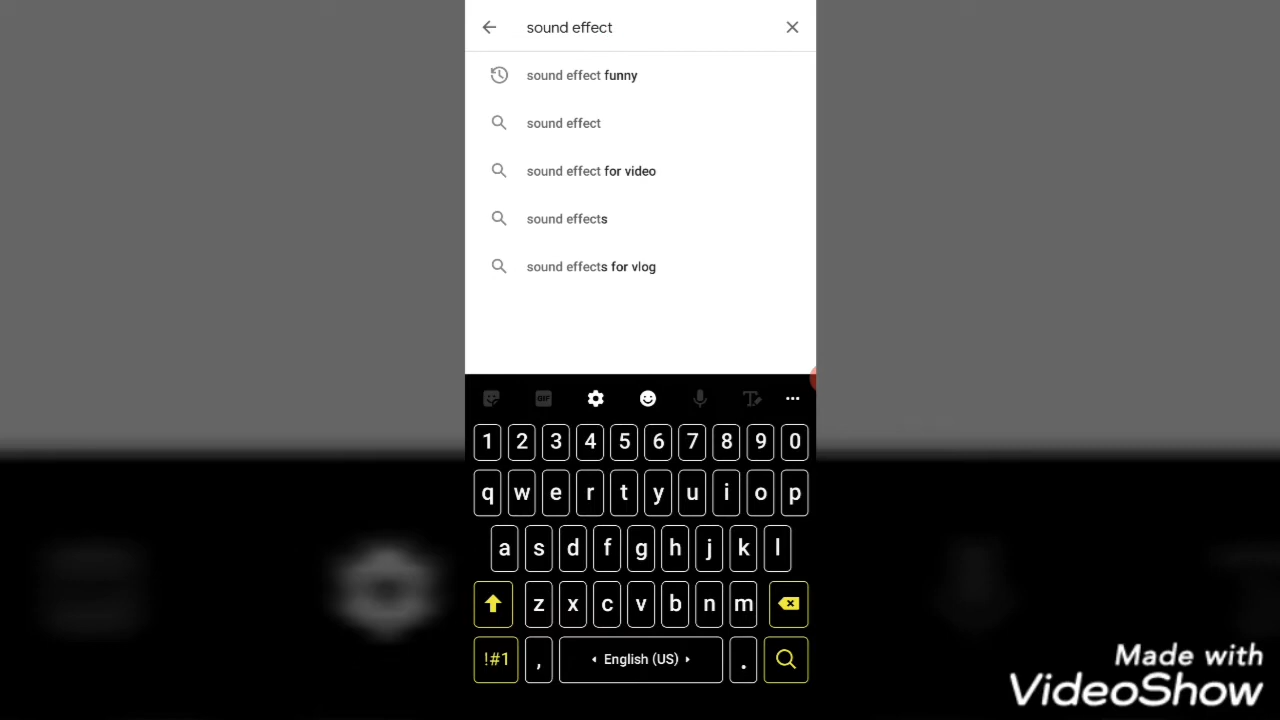 sound effect
sound effect funny
sound effect
sound effect for video
sound effects
sound effects for vlog
GIF
1 2 3 4 5 6 7 8 9 0
q w e r t y u i o p
a s d f g h j k l
z x c v b n m
!#1 , English (US) .
Made with
VideoShow